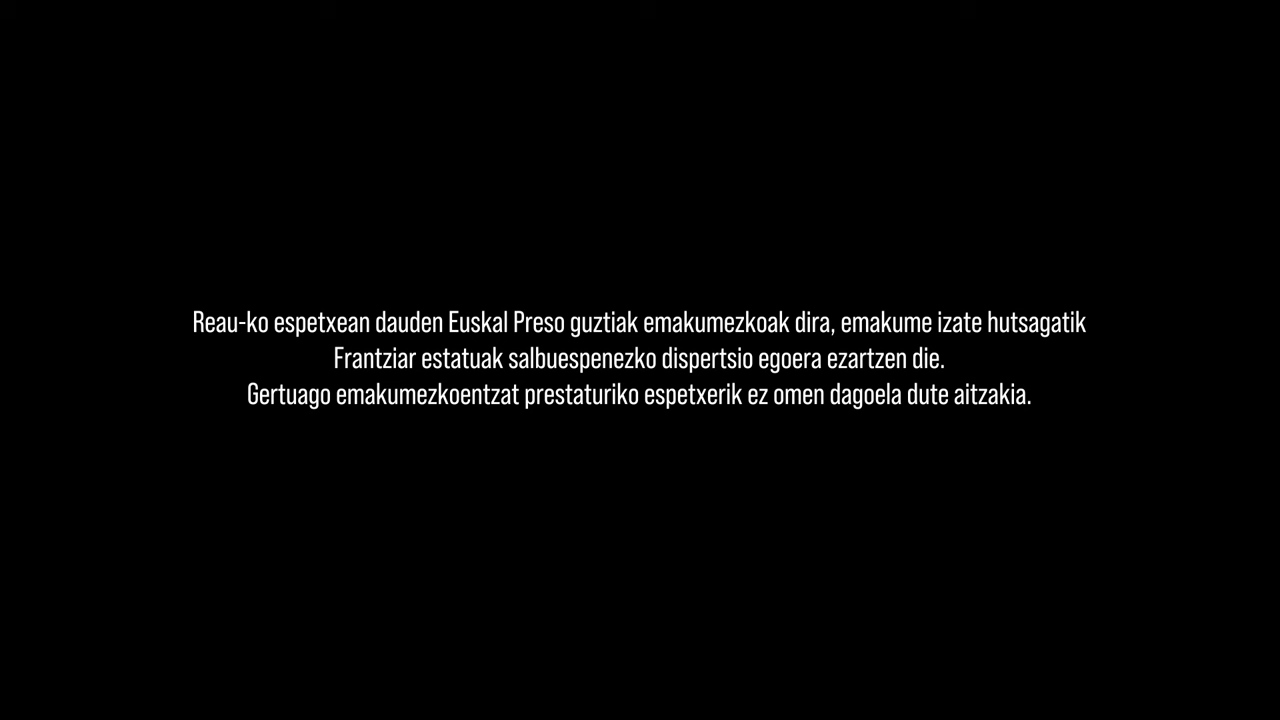 Reau-ko espetxean dauden Euskal Preso guztiak emakumezkoak dira, emakume izate hutsagatik
Frantziar estatuak salbuespenezko dispertsio egoera ezartzen die.
Gertuago emakumezkoentzat prestaturiko espetxerik ez omen dagoela dute aitzakia.